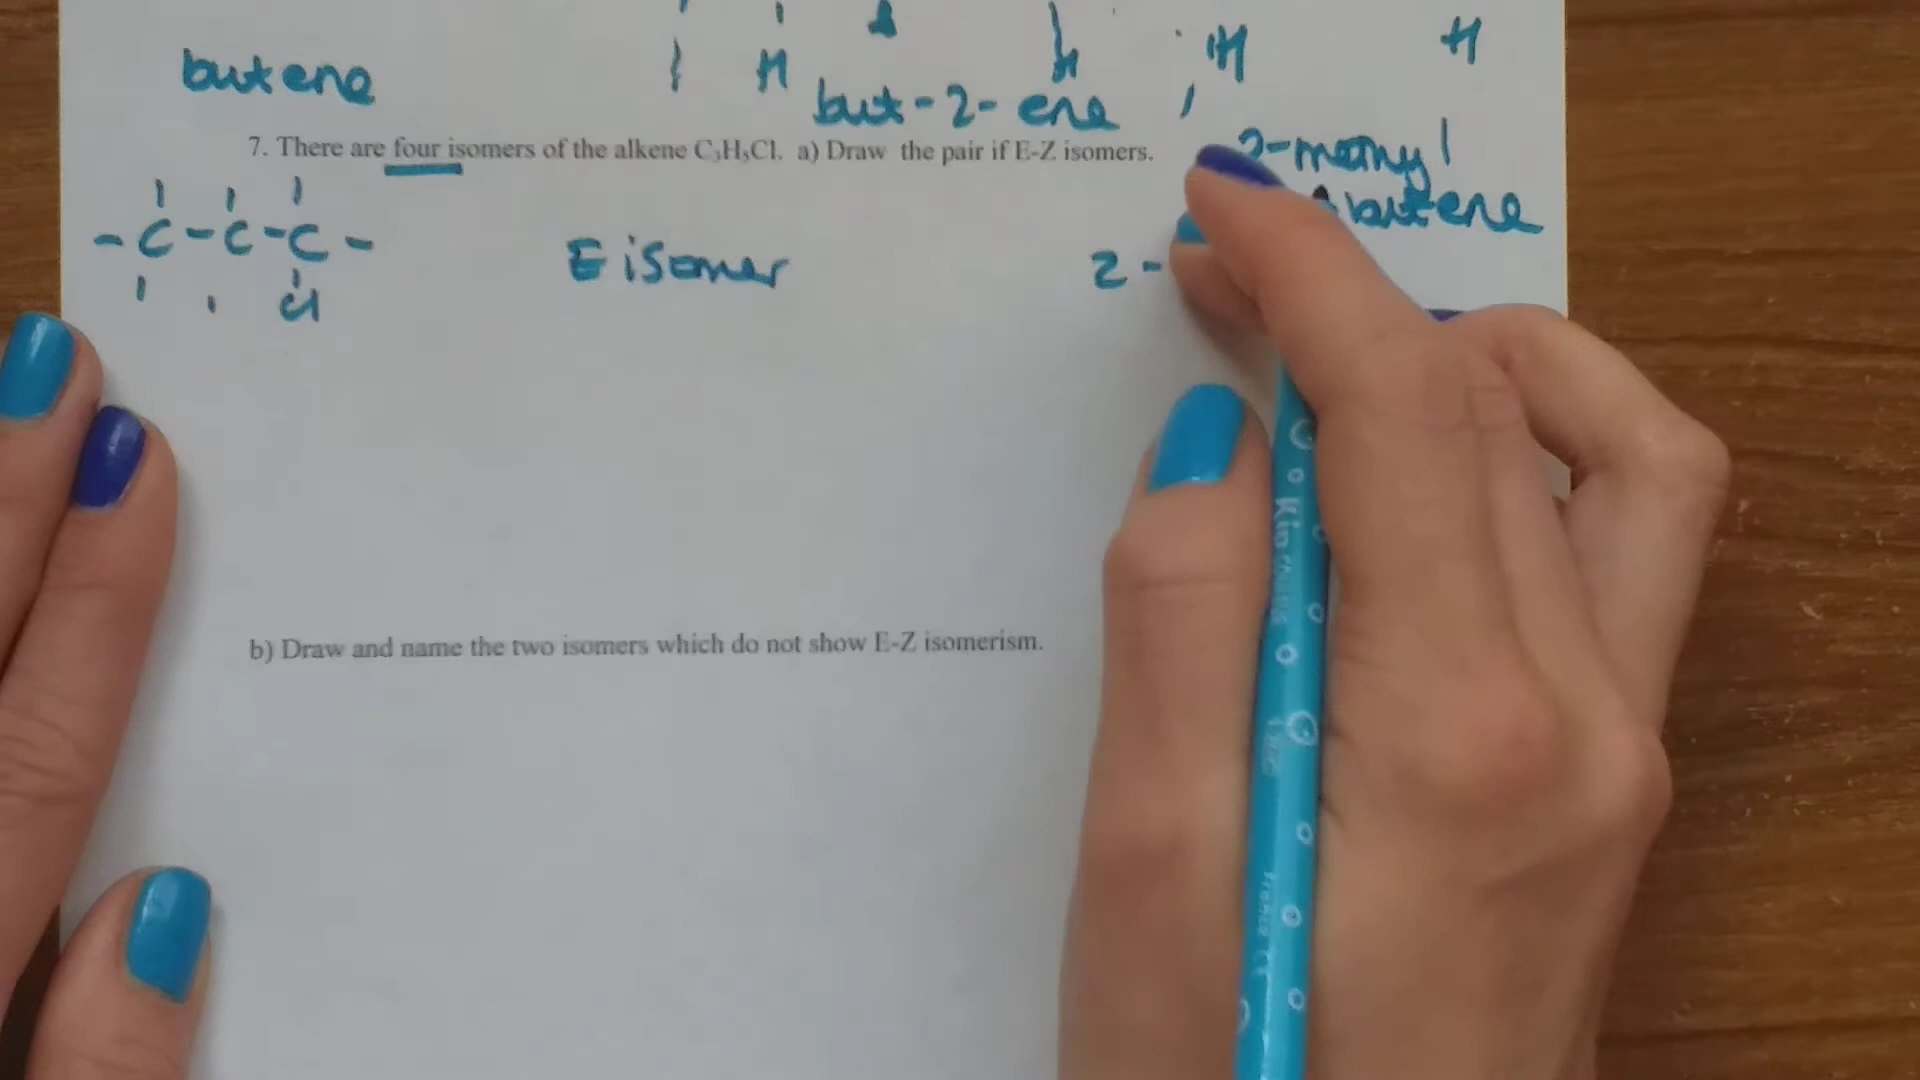 H H
butene H H
but-2-ene
7. There are four isomers of the alkene C₃H₅Cl. a) Draw the pair if E-Z isomers.
2-methyl
butene
- C - C - C -
Cl
E isomer
Z -
b) Draw and name the two isomers which do not show E-Z isomerism.